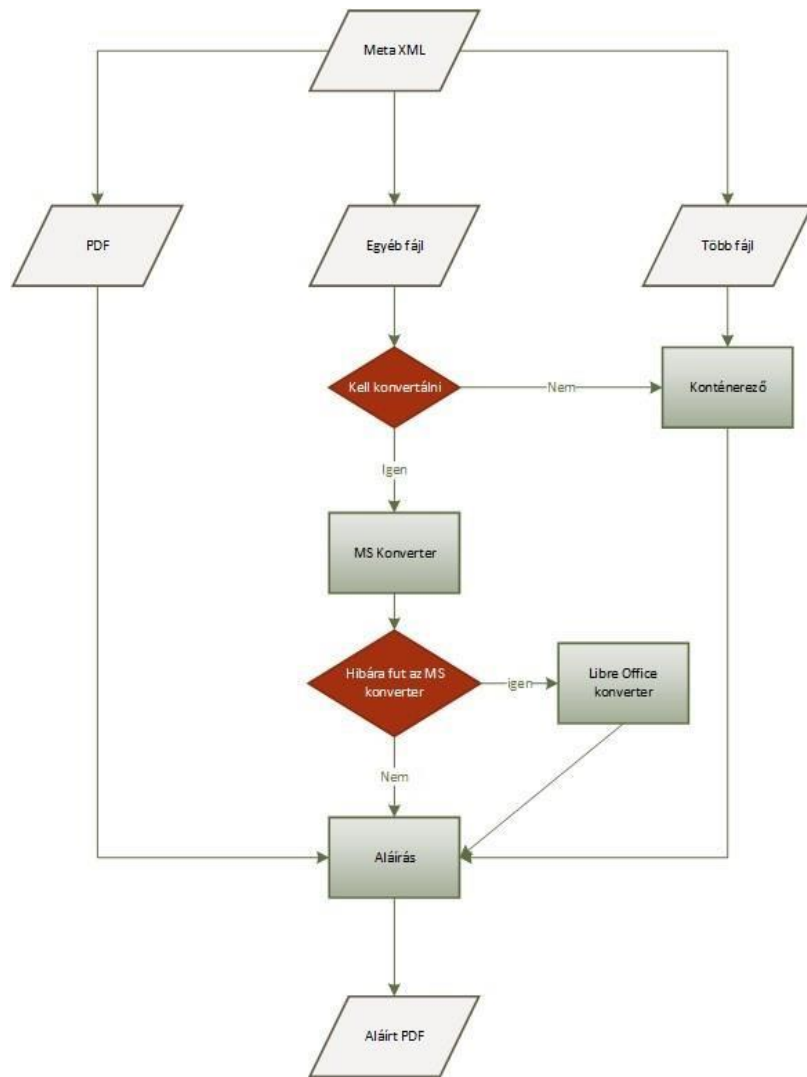 Meta XML
PDF
Egyéb fájl
Több fájl
Kell konvertálni
Nem
Konténerező
Igen
MS Konverter
Hibára fut az MS
konverter
igen
Libre Office
konverter
Nem
Aláírás
Aláírt PDF